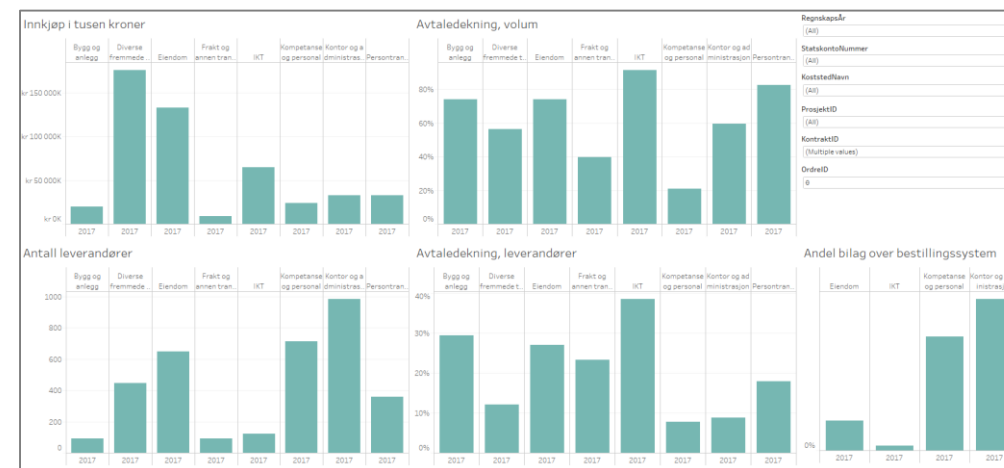 Innkjøp i tusen kroner
Bygg og anlegg
Diverse fremmede ...
Eiendom
Frakt og annen tran..
IKT
Kompetanse og personal
Kontor og a dministras..
Persontran..
kr 150 000K
kr 100 000K
kr 50 000K
kr 0K
2017 2017 2017 2017 2017 2017 2017 2017
Avtaledekning, volum
Bygg og anlegg
Diverse fremmede t..
Eiendom
Frakt og annen tran..
IKT
Kompetanse og personal
Kontor og ad ministrasjon
Persontran..
80%
60%
40%
20%
0%
2017 2017 2017 2017 2017 2017 2017 2017
RegnskapsÅr
(All)
StatskontoNummer
(All)
KoststedNavn
(All)
ProsjektID
(All)
KontraktID
(Multiple values)
OrdreID
0
Antall leverandører
Bygg og anlegg
Diverse fremmede ...
Eiendom
Frakt og annen tran..
IKT
Kompetanse og personal
Kontor og a dministras..
Persontran..
1000
800
600
400
200
0
2017 2017 2017 2017 2017 2017 2017 2017
Avtaledekning, leverandører
Bygg og anlegg
Diverse fremmede t..
Eiendom
Frakt og annen tran..
IKT
Kompetanse og personal
Kontor og ad ministrasjon
Persontran..
40%
30%
20%
10%
0%
2017 2017 2017 2017 2017 2017 2017 2017
Andel bilag over bestillingssystem
Eiendom
IKT
Kompetanse og personal
Kontor og
0%
2017 2017 2017 2017